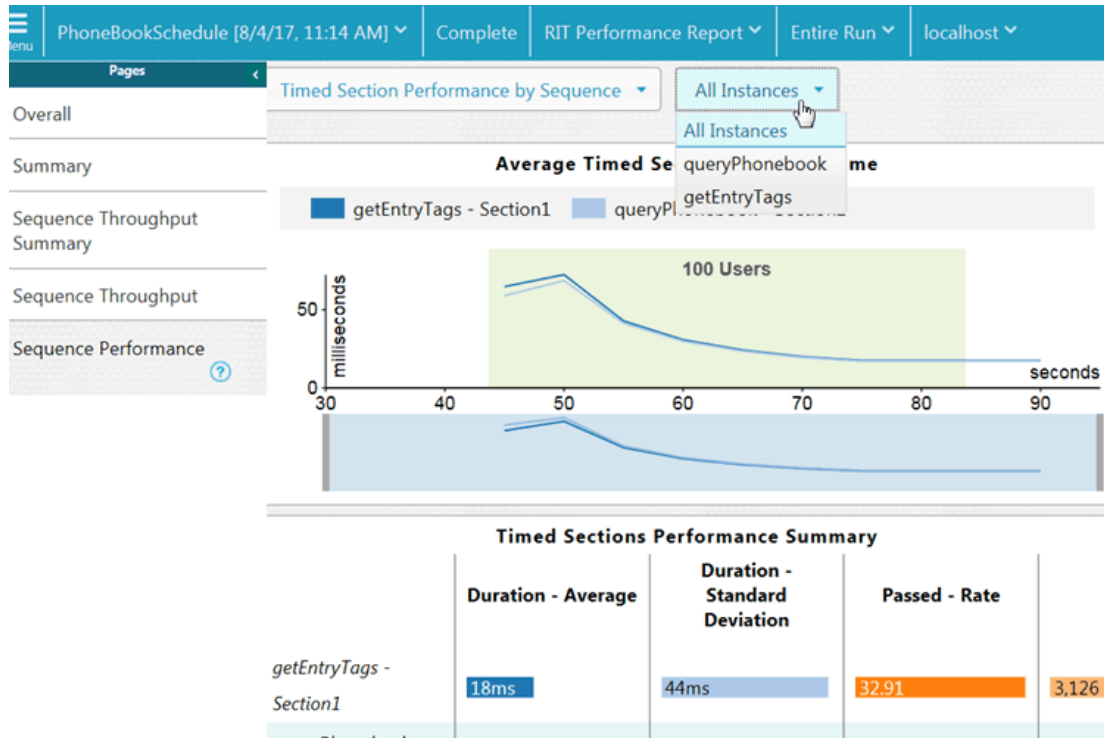 PhoneBookSchedule [8/4/17, 11:14 AM]
Complete
RIT Performance Report
Entire Run
localhost
Pages
Timed Section Performance by Sequence
All Instances
Overall
All Instances
queryPhonebook
getEntryTags
Summary
Average Timed Se me
getEntryTags - Section1
Sequence Throughput
Summary
100 Users
Sequence Throughput
50
milliseconds
Sequence Performance
?
0
seconds
30 40 50 60 70 80 90
Timed Sections Performance Summary
Duration - Average
Duration -
Standard
Deviation
Passed - Rate
getEntryTags -
Section1
18ms
44ms
32.91
3,126